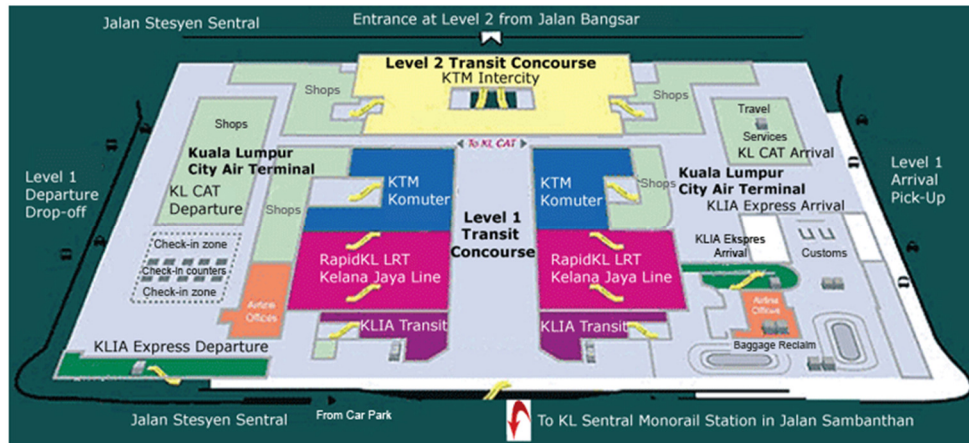 Jalan Stesyen Sentral
Entrance at Level 2 from Jalan Bangsar
Level 2 Transit Concourse
KTM Intercity
Shops
Shops
Shops
Travel
Services
KL CAT Arrival
To KL CAT
Kuala Lumpur
City Air Terminal
KL CAT
Departure
Shops
KTM
Komuter
KTM
Komuter
Shops
Kuala Lumpur
City Air Terminal
KLIA Express Arrival
Level 1
Departure
Drop-off
Level 1
Arrival
Pick-Up
Level 1
Transit
Concourse
Check-in zone
Check-In counters
Check-in zone
RapidKL LRT
Kelana Jaya Line
RapidKL LRT
Kelana Jaya Line
KLIA Ekspres
Arrival
Customs
Airline
Offices
KLIA Transit
KLIA Transit
Airline
Offices
Baggage Reclaim
KLIA Express Departure
Jalan Stesyen Sentral
From Car Park
To KL Sentral Monorail Station in Jalan Sambanthan